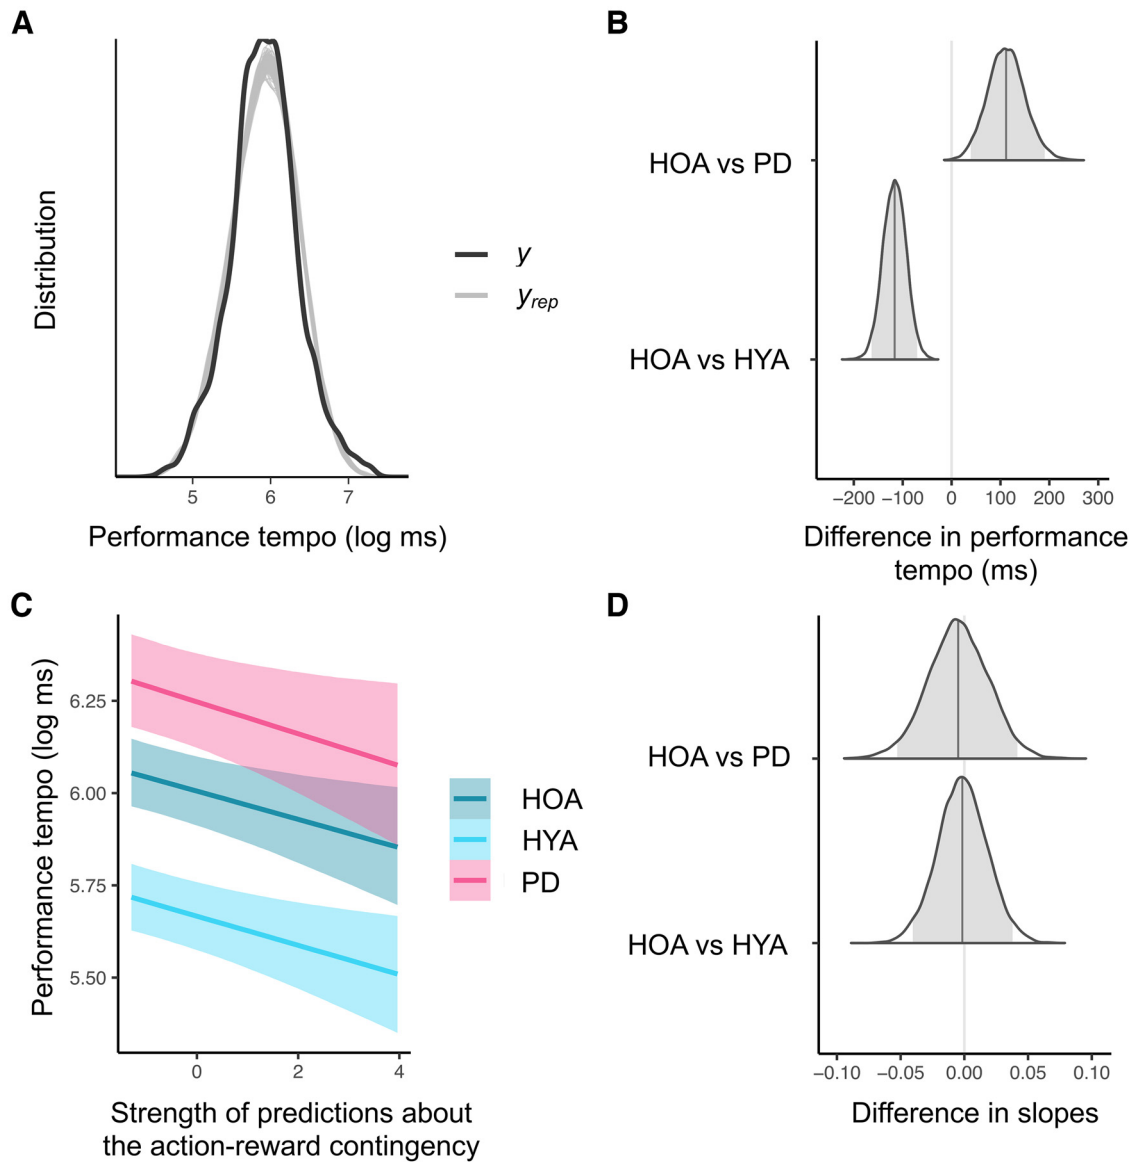 A
Distribution
y
yrep
5 6 7
Performance tempo (log ms)
B
HOA vs PD
HOA vs HYA
−200 −100 0 100 200 300
Difference in performance
tempo (ms)
C
Performance tempo (log ms)
6.25
6.00
5.75
5.50
0 2 4
Strength of predictions about
the action-reward contingency
HOA
HYA
PD
D
HOA vs PD
HOA vs HYA
−0.10 −0.05 0.00 0.05 0.10
Difference in slopes